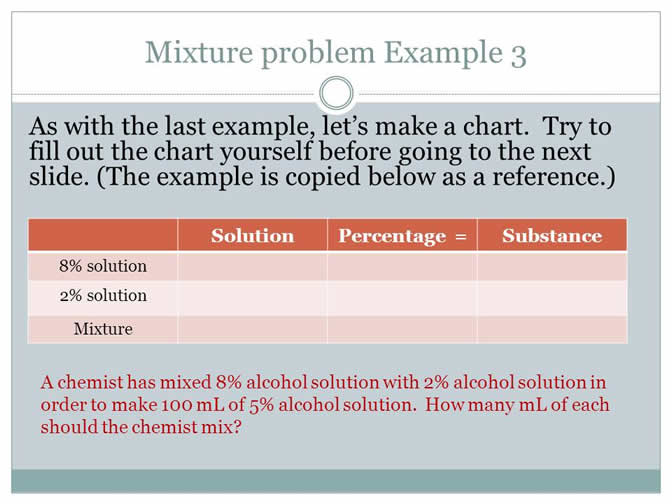 Mixture problem Example 3
As with the last example, let’s make a chart.  Try to
fill out the chart yourself before going to the next
slide. (The example is copied below as a reference.)
Solution Percentage = Substance
8% solution
2% solution
Mixture
A chemist has mixed 8% alcohol solution with 2% alcohol solution in
order to make 100 mL of 5% alcohol solution.  How many mL of each
should the chemist mix?